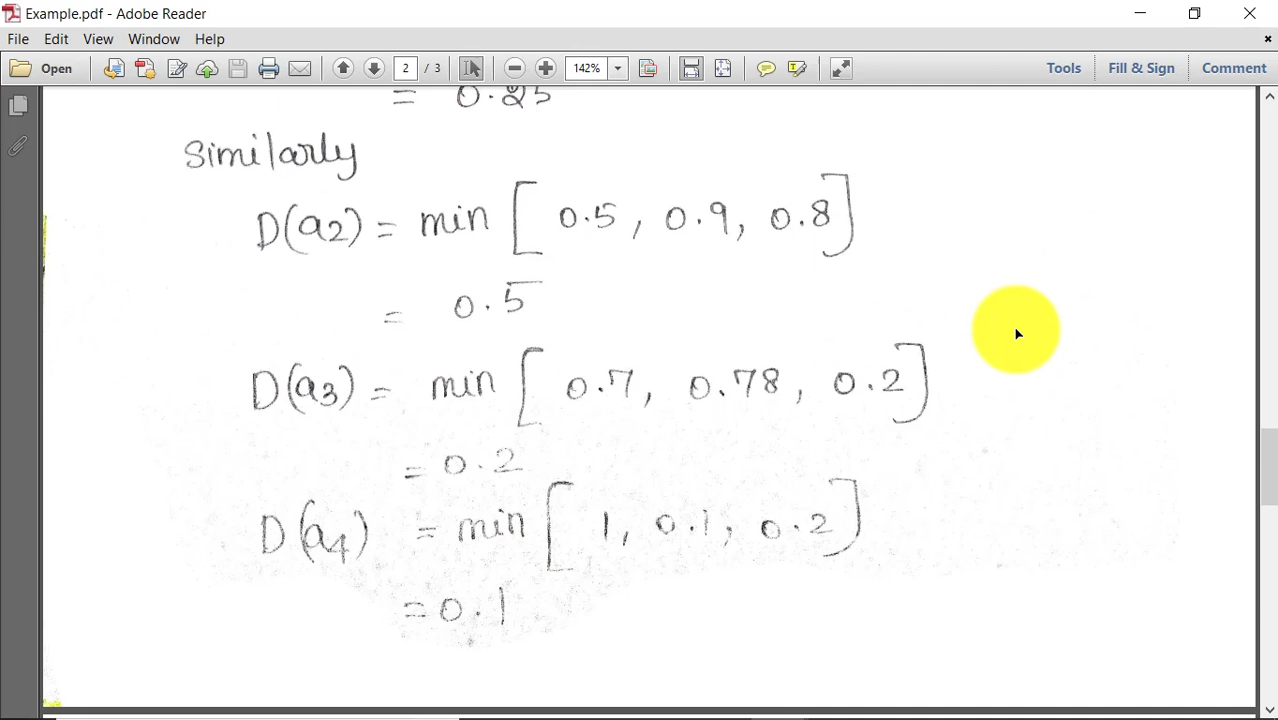 Example.pdf - Adobe Reader
File Edit View Window Help
Open 2 / 3 142% Tools Fill & Sign Comment
= 0.25
Similarly
D(a2) = min [ 0.5, 0.9, 0.8]
= 0.5
D(a3) = min [ 0.7, 0.78, 0.2]
= 0.2
D(a4) = min [ 1, 0.1, 0.2]
= 0.1